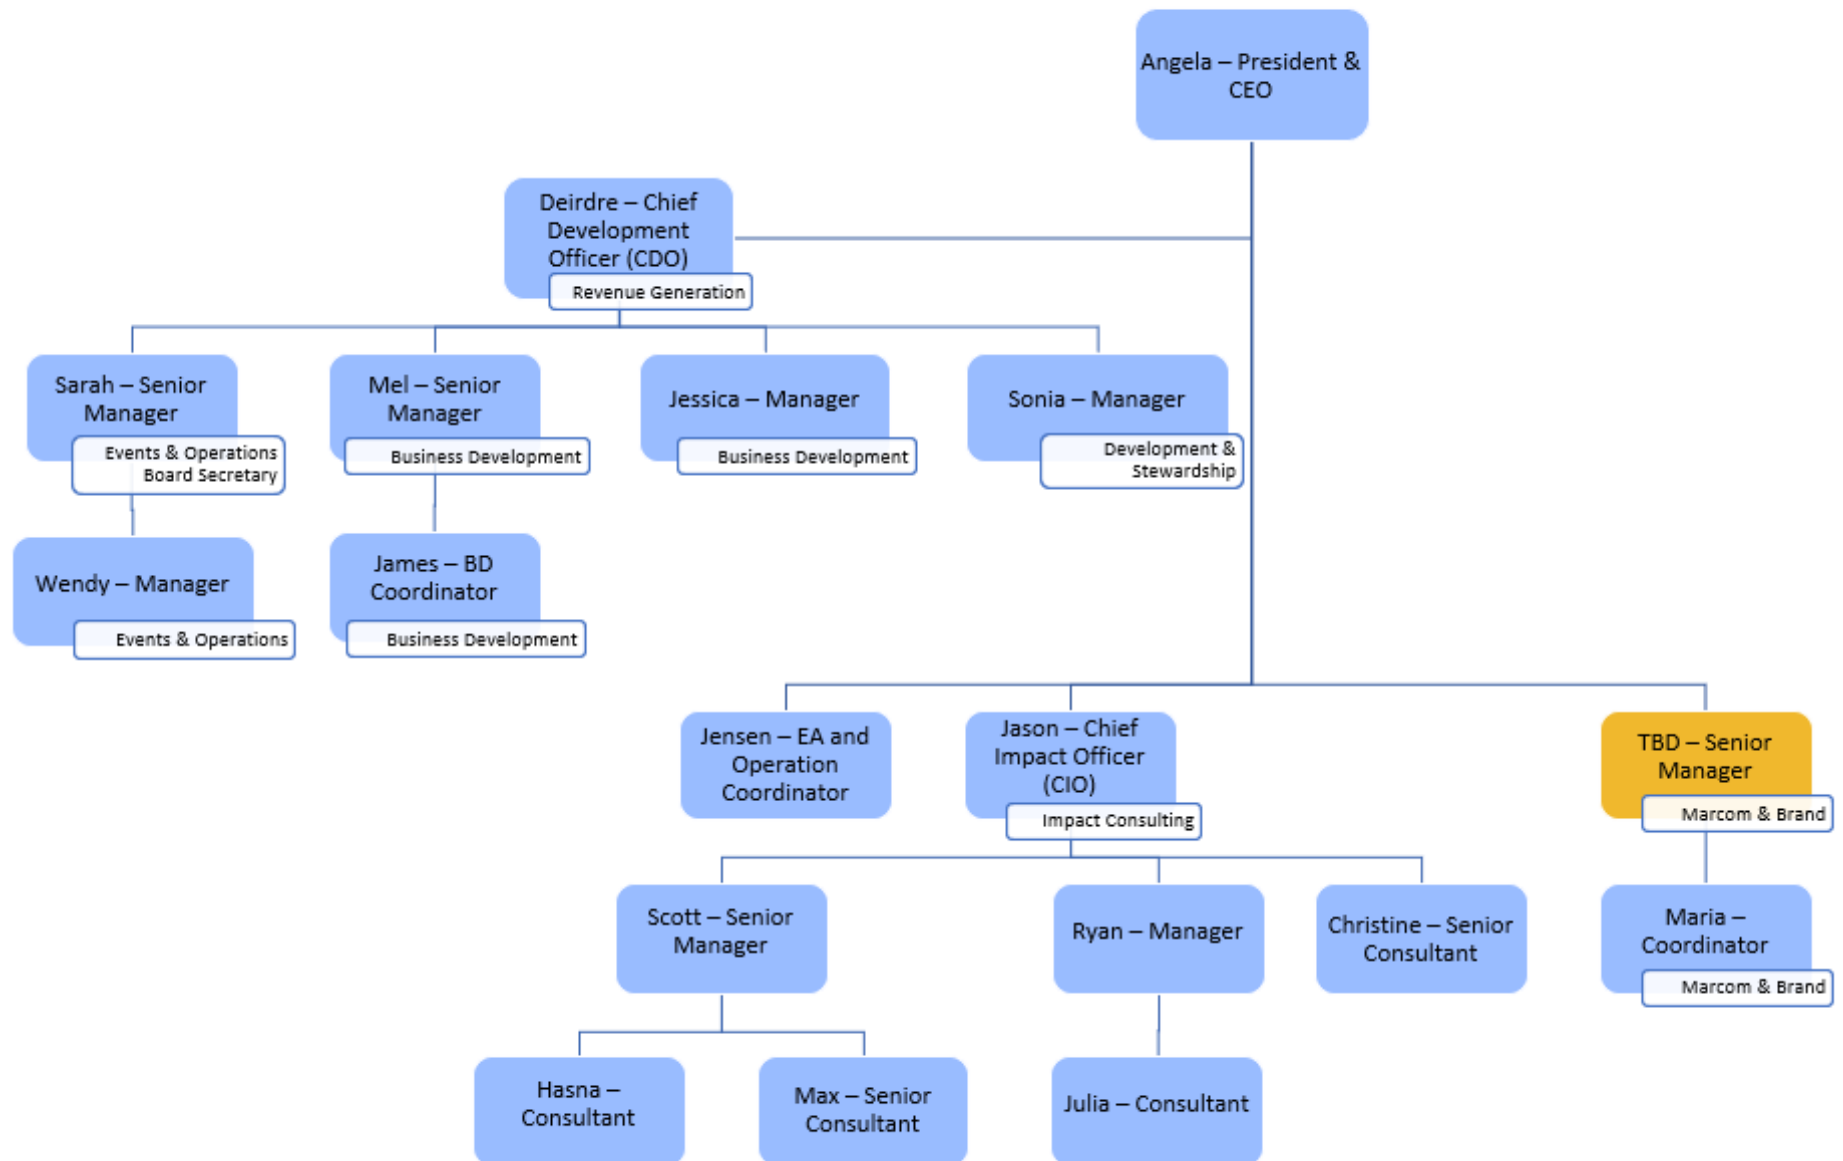 Angela – President &
CEO
Deirdre – Chief
Development
Officer (CDO)
Revenue Generation
Sarah – Senior
Manager
Events & Operations
Board Secretary
Mel – Senior
Manager
Business Development
Jessica – Manager
Business Development
Sonia – Manager
Development &
Stewardship
Wendy – Manager
Events & Operations
James – BD
Coordinator
Business Development
Jensen – EA and
Operation
Coordinator
Jason – Chief
Impact Officer
(CIO)
Impact Consulting
TBD – Senior
Manager
Marcom & Brand
Scott – Senior
Manager
Ryan – Manager
Christine – Senior
Consultant
Maria –
Coordinator
Marcom & Brand
Hasna –
Consultant
Max – Senior
Consultant
Julia – Consultant